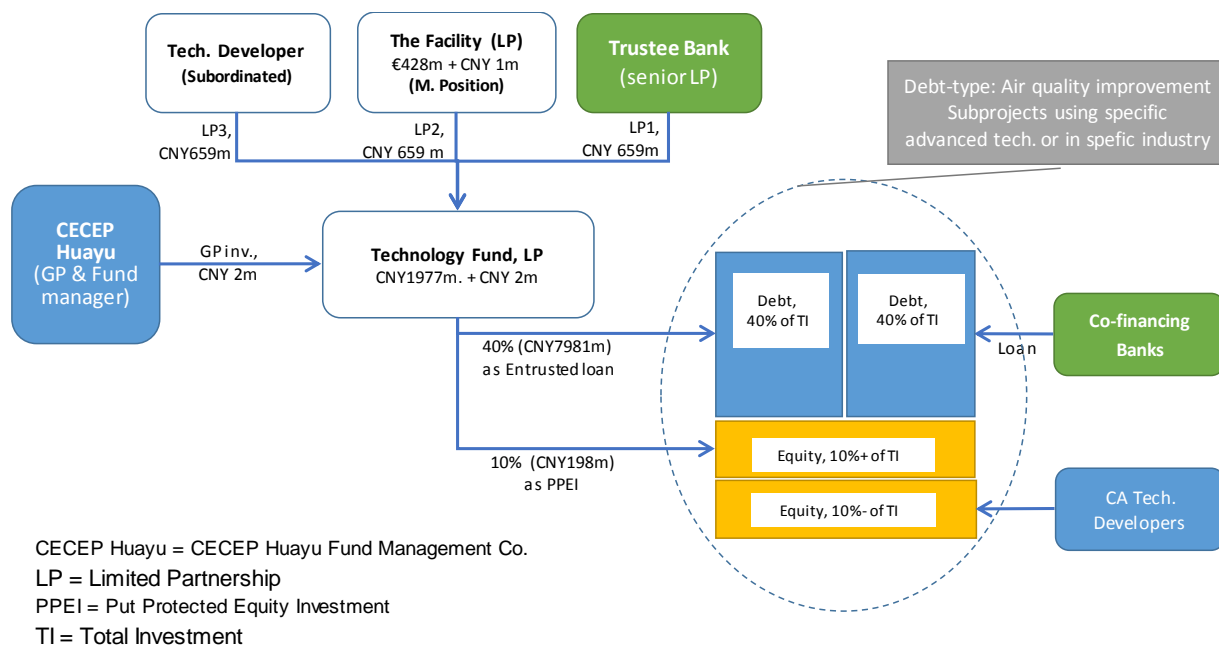 Tech. Developer
(Subordinated)
The Facility (LP)
€428m + CNY 1m
(M. Position)
Trustee Bank
(senior LP)
Debt-type: Air quality improvement
Subprojects using specific
advanced tech. or in spefic industry
LP3,
CNY659m
LP2,
CNY 659 m
LP1,
CNY 659m
CECEP
Huayu
(GP & Fund
manager)
GP inv.,
CNY 2m
Technology Fund, LP
CNY1977m. + CNY 2m
Debt,
40% of TI
Debt,
40% of TI
Co-financing
Banks
Loan
40% (CNY7981m)
as Entrusted loan
10% (CNY198m)
as PPEI
Equity, 10%+ of TI
Equity, 10%- of TI
CA Tech.
Developers
CECEP Huayu = CECEP Huayu Fund Management Co.
LP = Limited Partnership
PPEI = Put Protected Equity Investment
TI = Total Investment